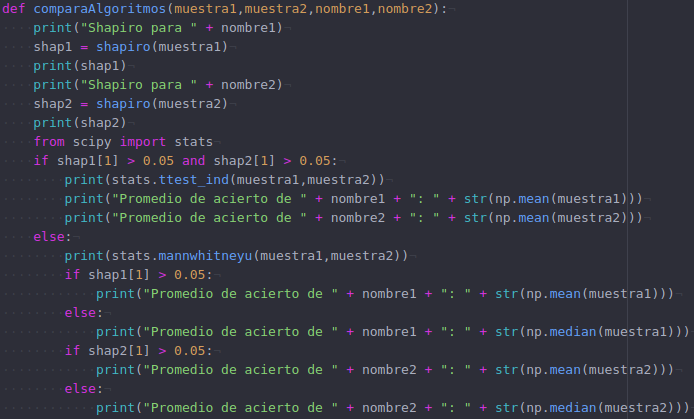 def comparaAlgoritmos(muestra1,muestra2,nombre1,nombre2):
    print("Shapiro para " + nombre1)
    shap1 = shapiro(muestra1)
    print(shap1)
    print("Shapiro para " + nombre2)
    shap2 = shapiro(muestra2)
    print(shap2)
    from scipy import stats
    if shap1[1] > 0.05 and shap2[1] > 0.05:
        print(stats.ttest_ind(muestra1,muestra2))
        print("Promedio de acierto de " + nombre1 + ": " + str(np.mean(muestra1)))
        print("Promedio de acierto de " + nombre2 + ": " + str(np.mean(muestra2)))
    else:
        print(stats.mannwhitneyu(muestra1,muestra2))
        if shap1[1] > 0.05:
            print("Promedio de acierto de " + nombre1 + ": " + str(np.mean(muestra1)))
        else:
            print("Promedio de acierto de " + nombre1 + ": " + str(np.median(muestra1)))
        if shap2[1] > 0.05:
            print("Promedio de acierto de " + nombre2 + ": " + str(np.mean(muestra2)))
        else:
            print("Promedio de acierto de " + nombre2 + ": " + str(np.median(muestra2)))